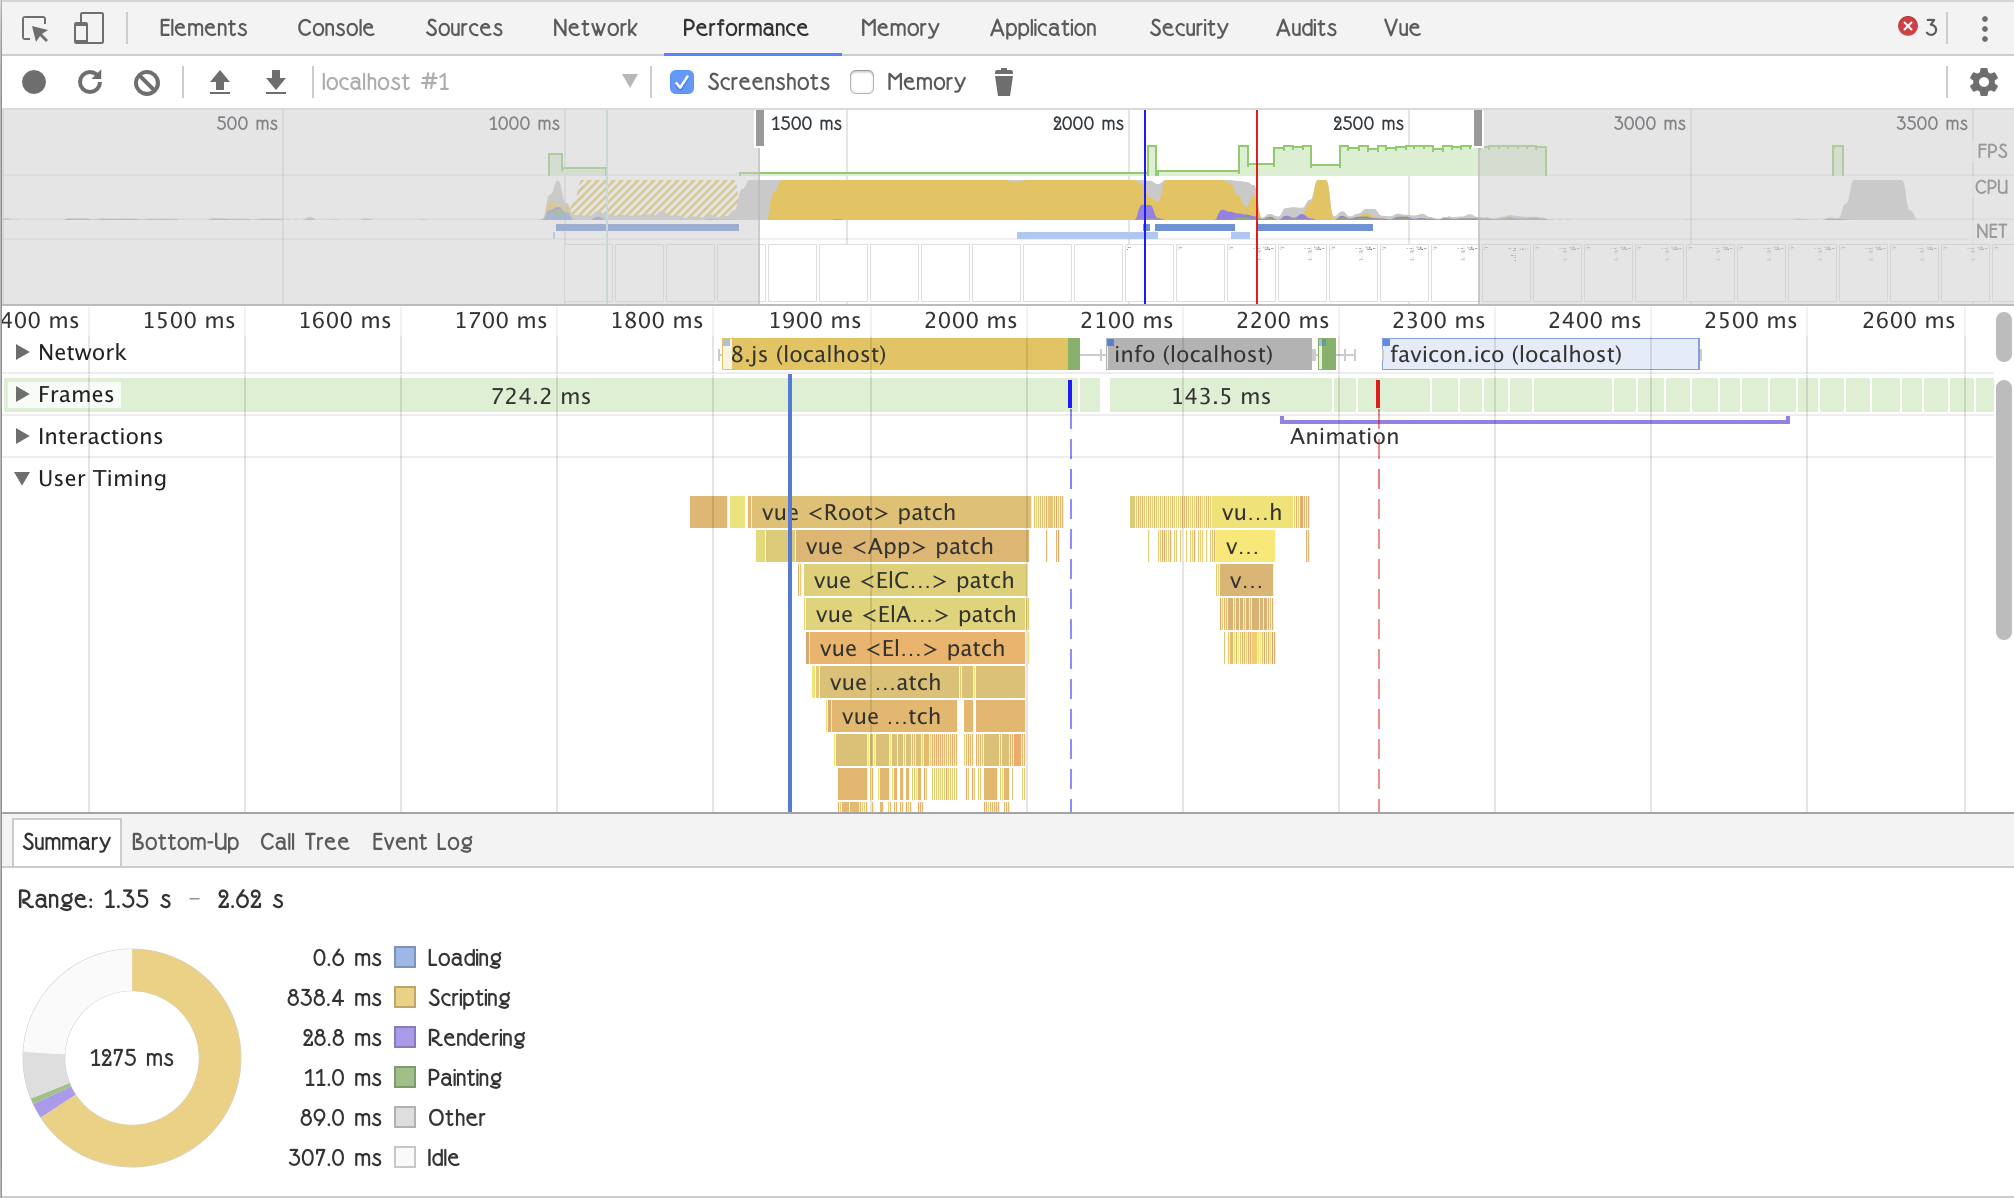 Elements Console Sources Network Performance Memory Application Security Audits Vue 3
localhost #1 Screenshots Memory
500 ms 1000 ms 1500 ms 2000 ms 2500 ms 3000 ms 3500 ms
FPS
CPU
NET
400 ms 1500 ms 1600 ms 1700 ms 1800 ms 1900 ms 2000 ms 2100 ms 2200 ms 2300 ms 2400 ms 2500 ms 2600 ms
Network 8.js (localhost) info (localhost) favicon.ico (localhost)
Frames 724.2 ms 143.5 ms
Interactions Animation
User Timing
vue <Root> patch vu...h
vue <App> patch v...
vue <ElC...> patch v...
vue <ElA...> patch
vue <El...> patch
vue ...atch
vue ...tch
Summary Bottom-Up Call Tree Event Log
Range: 1.35 s – 2.62 s
0.6 ms Loading
838.4 ms Scripting
28.8 ms Rendering
1275 ms
11.0 ms Painting
89.0 ms Other
307.0 ms Idle